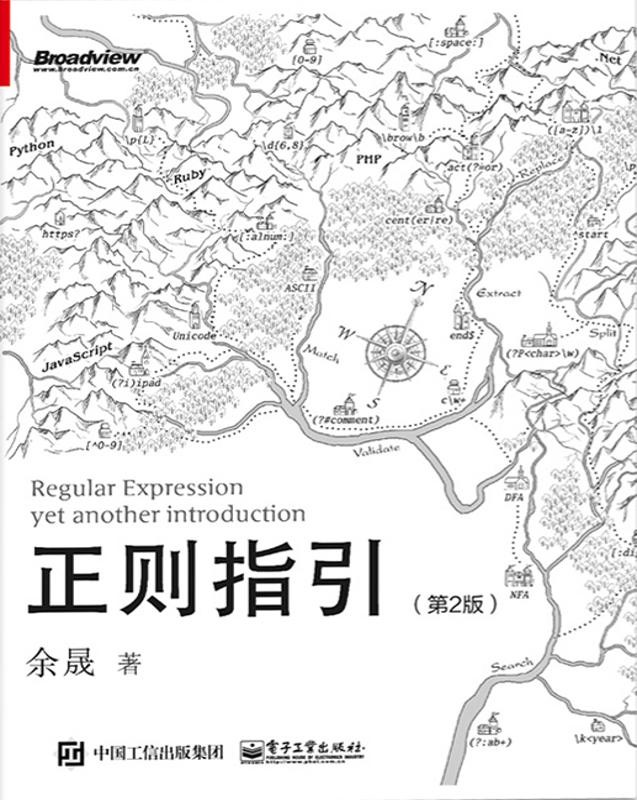 Broadview
www.broadview.com.cn
[0-9]
[:space:]
.Net
\p{L}
([a-z])\1
Python
\d{6,8}
\brow\b
PHP
act(?=or)
Replace
Ruby
cent(er|re)
https?
[:alnum:]
^start
ASCII
N
Extract
Unicode
W
end$
Split
Match
(?P<char>\w)
JavaScript
E
(?i)ipad
S
c\w+
(?#comment)
[^0-9]
Validate
DFA
Regular Expression
yet another introduction
正则指引
(第2版)
NFA
余晟 著
Search
(?:ab+)
\k<year>
中国工信出版集团
电子工业出版社
PUBLISHING HOUSE OF ELECTRONICS INDUSTRY
http://www.phei.com.cn